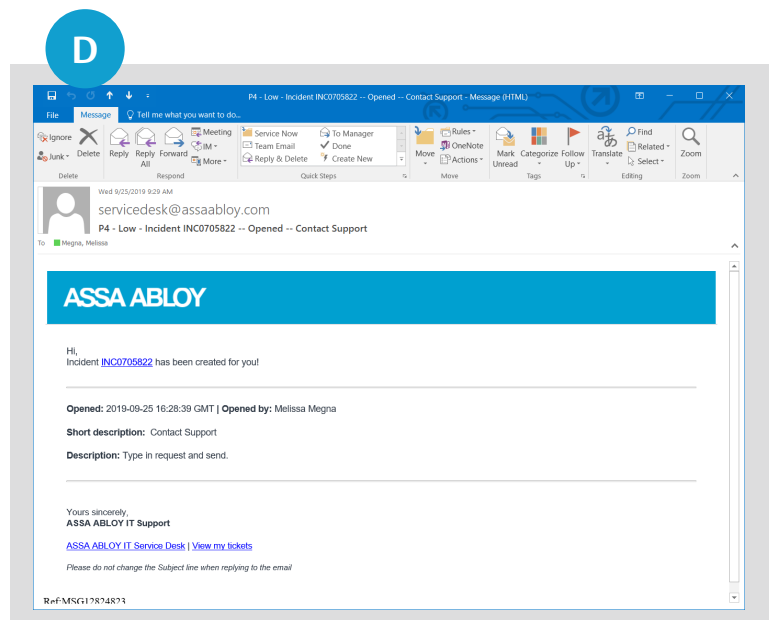 D
P4 - Low - Incident INC0705822 -- Opened -- Contact Support - Message (HTML)
File Message Tell me what you want to do...
Ignore
Junk
Delete
Reply
Reply All
Forward
Meeting
IM
More
Service Now
Team Email
Reply & Delete
To Manager
Done
Create New
Move
Rules
OneNote
Actions
Mark Unread
Categorize
Follow Up
Translate
Find
Related
Select
Zoom
Delete Respond Quick Steps Move Tags Editing Zoom
Wed 9/25/2019 9:29 AM
servicedesk@assaabloy.com
P4 - Low - Incident INC0705822 -- Opened -- Contact Support
To Megna, Melissa
ASSA ABLOY
Hi,
Incident INC0705822 has been created for you!
Opened: 2019-09-25 16:28:39 GMT | Opened by: Melissa Megna
Short description: Contact Support
Description: Type in request and send.
Yours sincerely,
ASSA ABLOY IT Support
ASSA ABLOY IT Service Desk | View my tickets
Please do not change the Subject line when replying to the email
Ref:MSG12824823